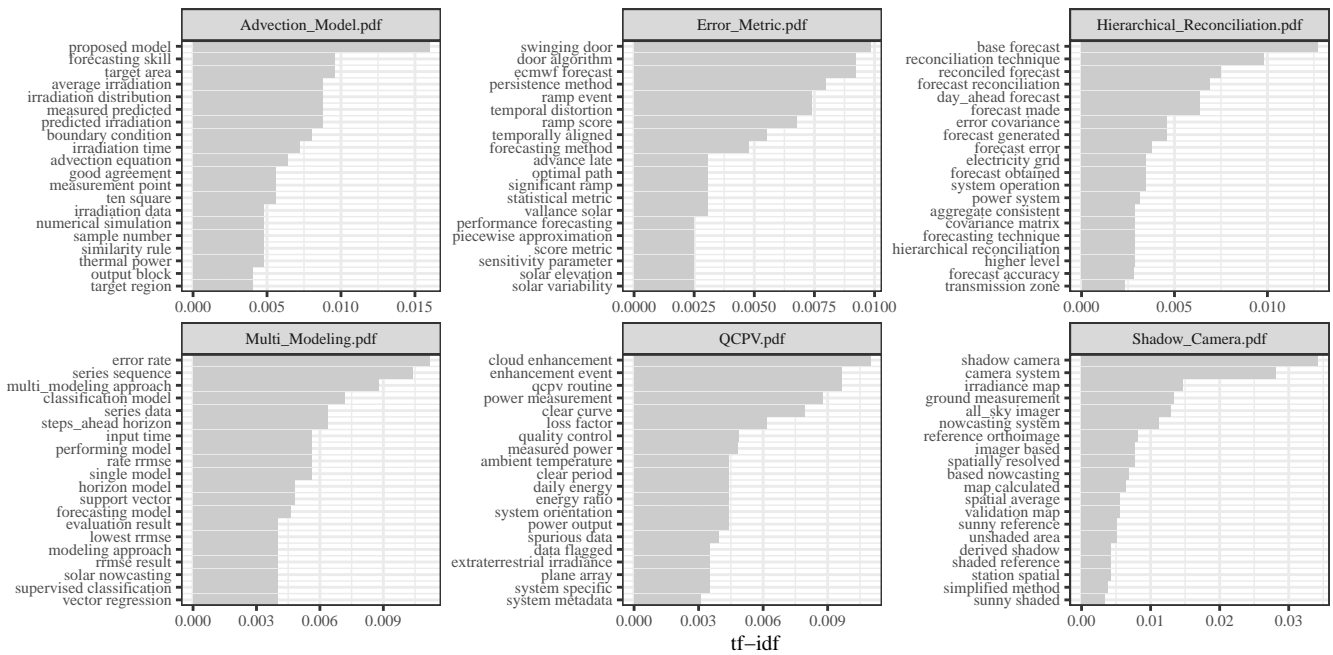 Advection_Model.pdf
proposed model
forecasting skill
target area
average irradiation
irradiation distribution
measured predicted
predicted irradiation
boundary condition
irradiation time
advection equation
good agreement
measurement point
ten square
irradiation data
numerical simulation
sample number
similarity rule
thermal power
output block
target region
0.000 0.005 0.010 0.015
Error_Metric.pdf
swinging door
door algorithm
ecmwf forecast
persistence method
ramp event
temporal distortion
ramp score
temporally aligned
forecasting method
advance late
optimal path
significant ramp
statistical metric
vallance solar
performance forecasting
piecewise approximation
score metric
sensitivity parameter
solar elevation
solar variability
0.0000 0.0025 0.0050 0.0075 0.0100
Hierarchical_Reconciliation.pdf
base forecast
reconciliation technique
reconciled forecast
forecast reconciliation
day_ahead forecast
forecast made
error covariance
forecast generated
forecast error
electricity grid
forecast obtained
system operation
power system
aggregate consistent
covariance matrix
forecasting technique
hierarchical reconciliation
higher level
forecast accuracy
transmission zone
0.000 0.005 0.010
Multi_Modeling.pdf
error rate
series sequence
multi_modeling approach
classification model
series data
steps_ahead horizon
input time
performing model
rate rrmse
single model
horizon model
support vector
forecasting model
evaluation result
lowest rrmse
modeling approach
rrmse result
solar nowcasting
supervised classification
vector regression
0.000 0.003 0.006 0.009
QCPV.pdf
cloud enhancement
enhancement event
qcpv routine
power measurement
clear curve
loss factor
quality control
measured power
ambient temperature
clear period
daily energy
energy ratio
system orientation
power output
spurious data
data flagged
extraterrestrial irradiance
plane array
system specific
system metadata
0.000 0.003 0.006 0.009
Shadow_Camera.pdf
shadow camera
camera system
irradiance map
ground measurement
all_sky imager
nowcasting system
reference orthoimage
imager based
spatially resolved
based nowcasting
map calculated
spatial average
validation map
sunny reference
unshaded area
derived shadow
shaded reference
station spatial
simplified method
sunny shaded
0.00 0.01 0.02 0.03
tf−idf